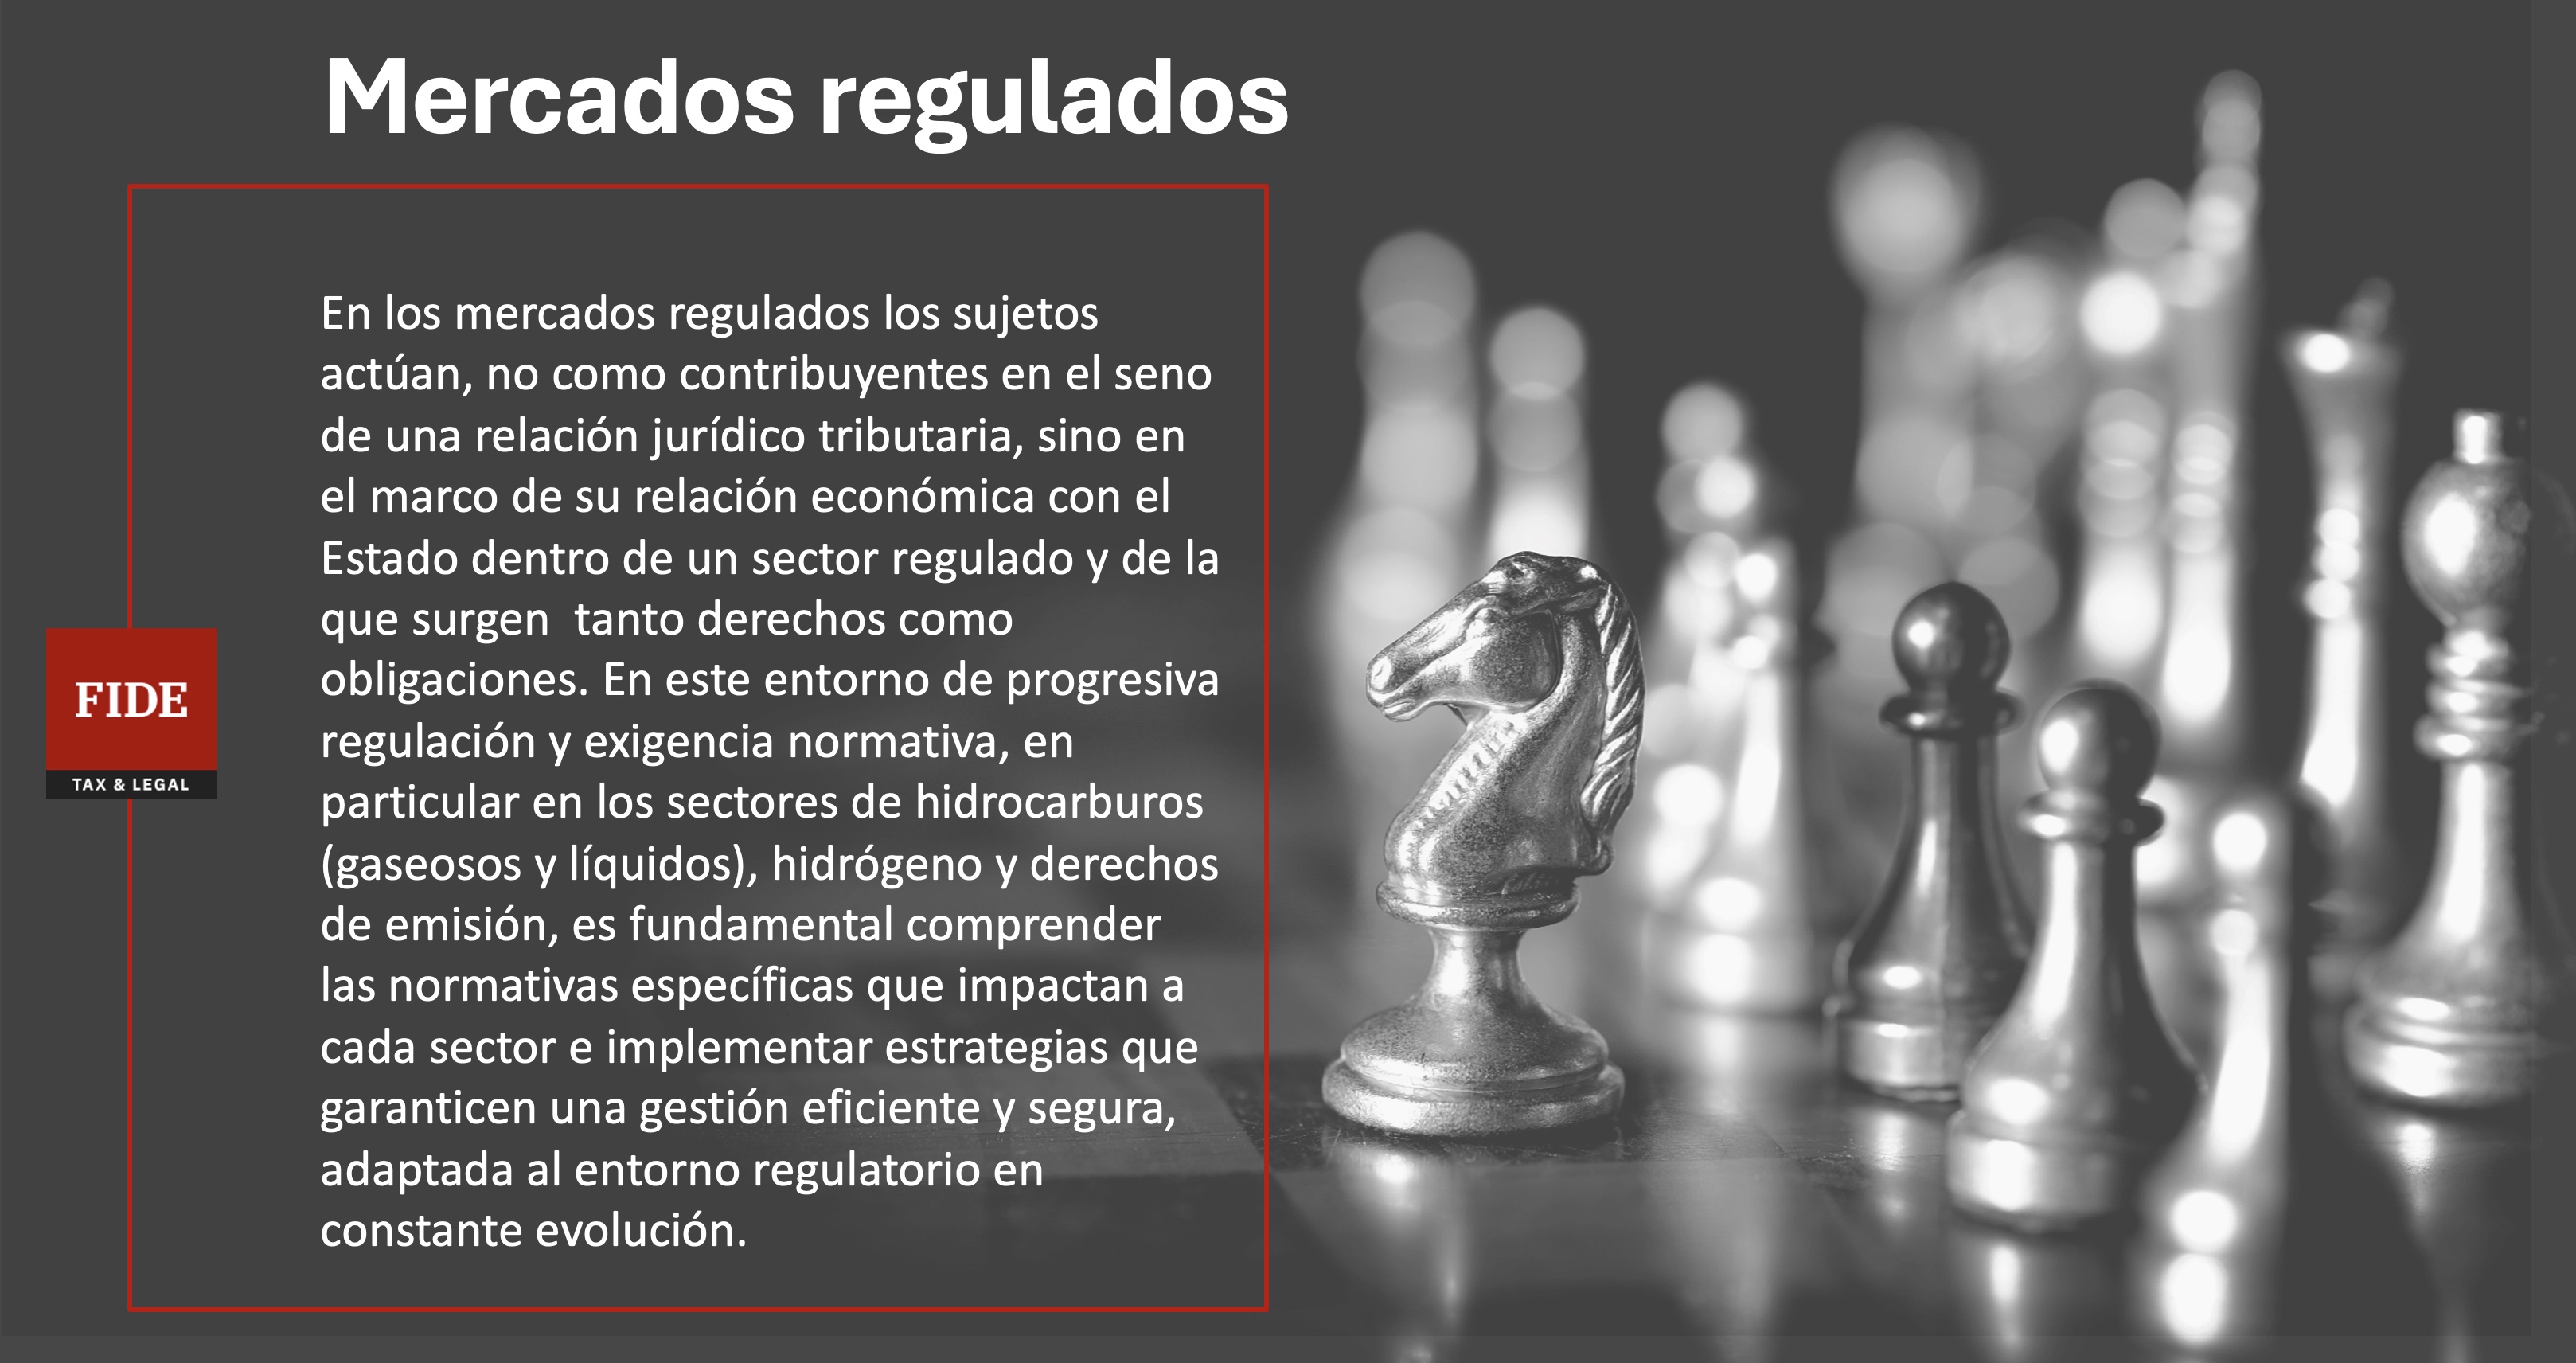 Mercados regulados
En los mercados regulados los sujetos
actúan, no como contribuyentes en el seno
de una relación jurídico tributaria, sino en
el marco de su relación económica con el
Estado dentro de un sector regulado y de la
que surgen  tanto derechos como
obligaciones. En este entorno de progresiva
regulación y exigencia normativa, en
particular en los sectores de hidrocarburos
(gaseosos y líquidos), hidrógeno y derechos
de emisión, es fundamental comprender
las normativas específicas que impactan a
cada sector e implementar estrategias que
garanticen una gestión eficiente y segura,
adaptada al entorno regulatorio en
constante evolución.
FIDE
TAX & LEGAL